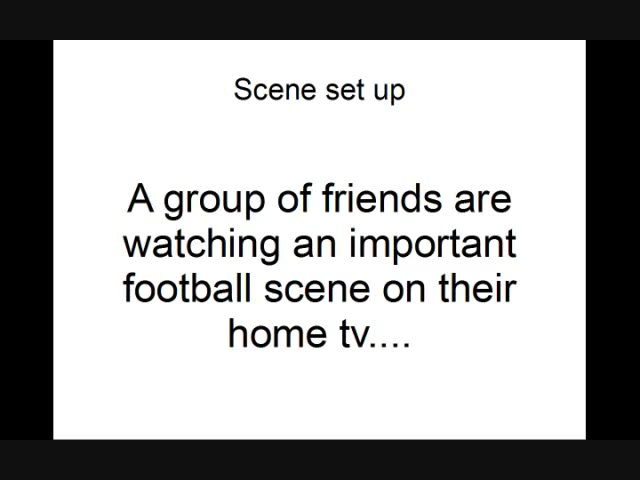 Scene set up
A group of friends are
watching an important
football scene on their
home tv....